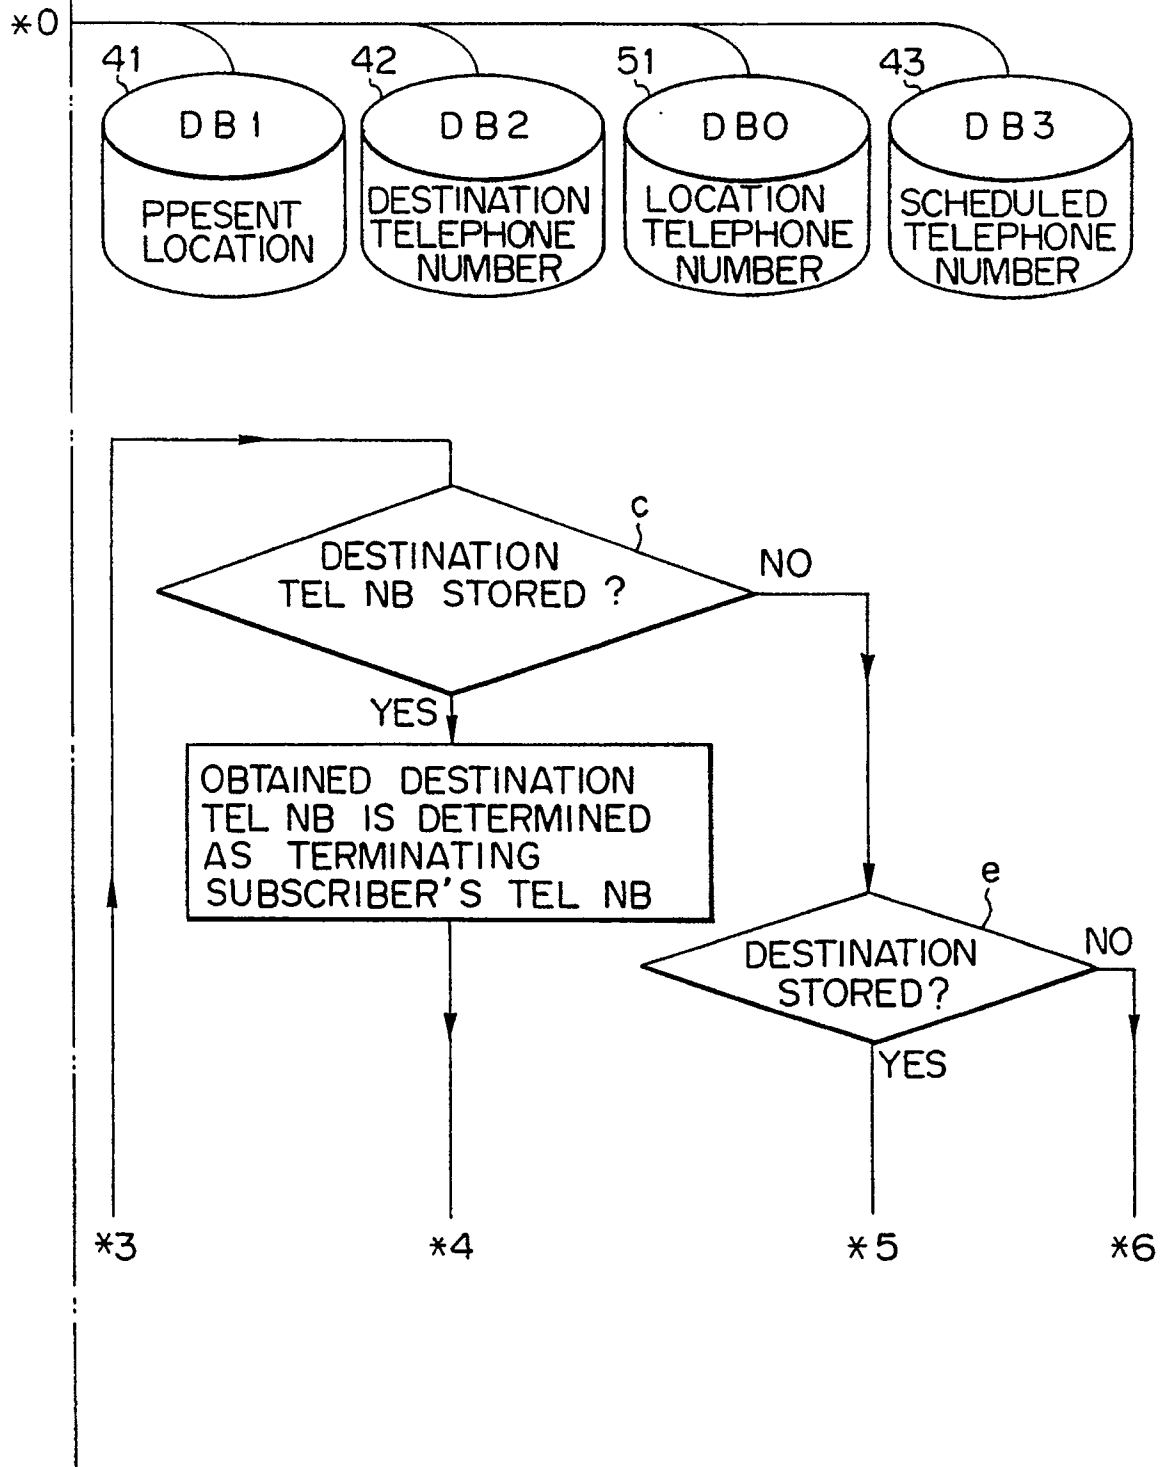 *0
41
42
51
43
DB1
DB2
DB0
DB3
PPESENT
LOCATION
DESTINATION
TELEPHONE
NUMBER
LOCATION
TELEPHONE
NUMBER
SCHEDULED
TELEPHONE
NUMBER
c
DESTINATION
TEL NB STORED ?
NO
YES
OBTAINED DESTINATION
TEL NB IS DETERMINED
AS TERMINATING
SUBSCRIBER'S TEL NB
e
DESTINATION
STORED?
NO
YES
*3
*4
*5
*6